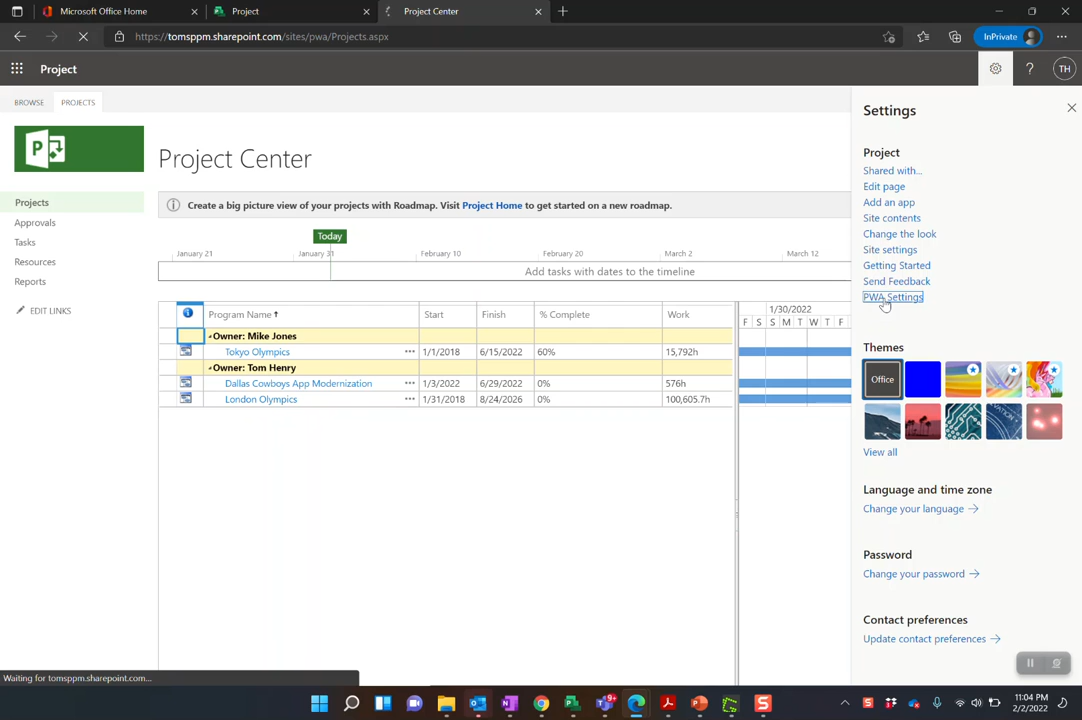 Microsoft Office Home
Project
Project Center
https://tomsppm.sharepoint.com/sites/pwa/Projects.aspx
InPrivate
Project
TH
BROWSE
PROJECTS
Projects
Approvals
Tasks
Resources
Reports
EDIT LINKS
Project Center
Create a big picture view of your projects with Roadmap. Visit Project Home to get started on a new roadmap.
Today
January 21
January 31
February 10
February 20
March 2
March 12
Add tasks with dates to the timeline
Program Name
Start
Finish
% Complete
Work
1/30/2022
F S S M T W T F
Owner: Mike Jones
Tokyo Olympics
1/1/2018
6/15/2022
60%
15,792h
Owner: Tom Henry
Dallas Cowboys App Modernization
1/3/2022
6/29/2022
0%
576h
London Olympics
1/31/2018
8/24/2026
0%
100,605.7h
Settings
Project
Shared with...
Edit page
Add an app
Site contents
Change the look
Site settings
Getting Started
Send Feedback
PWA Settings
Themes
Office
View all
Language and time zone
Change your language
Password
Change your password
Contact preferences
Update contact preferences
Waiting for tomsppm.sharepoint.com...
9+
11:04 PM
2/2/2022